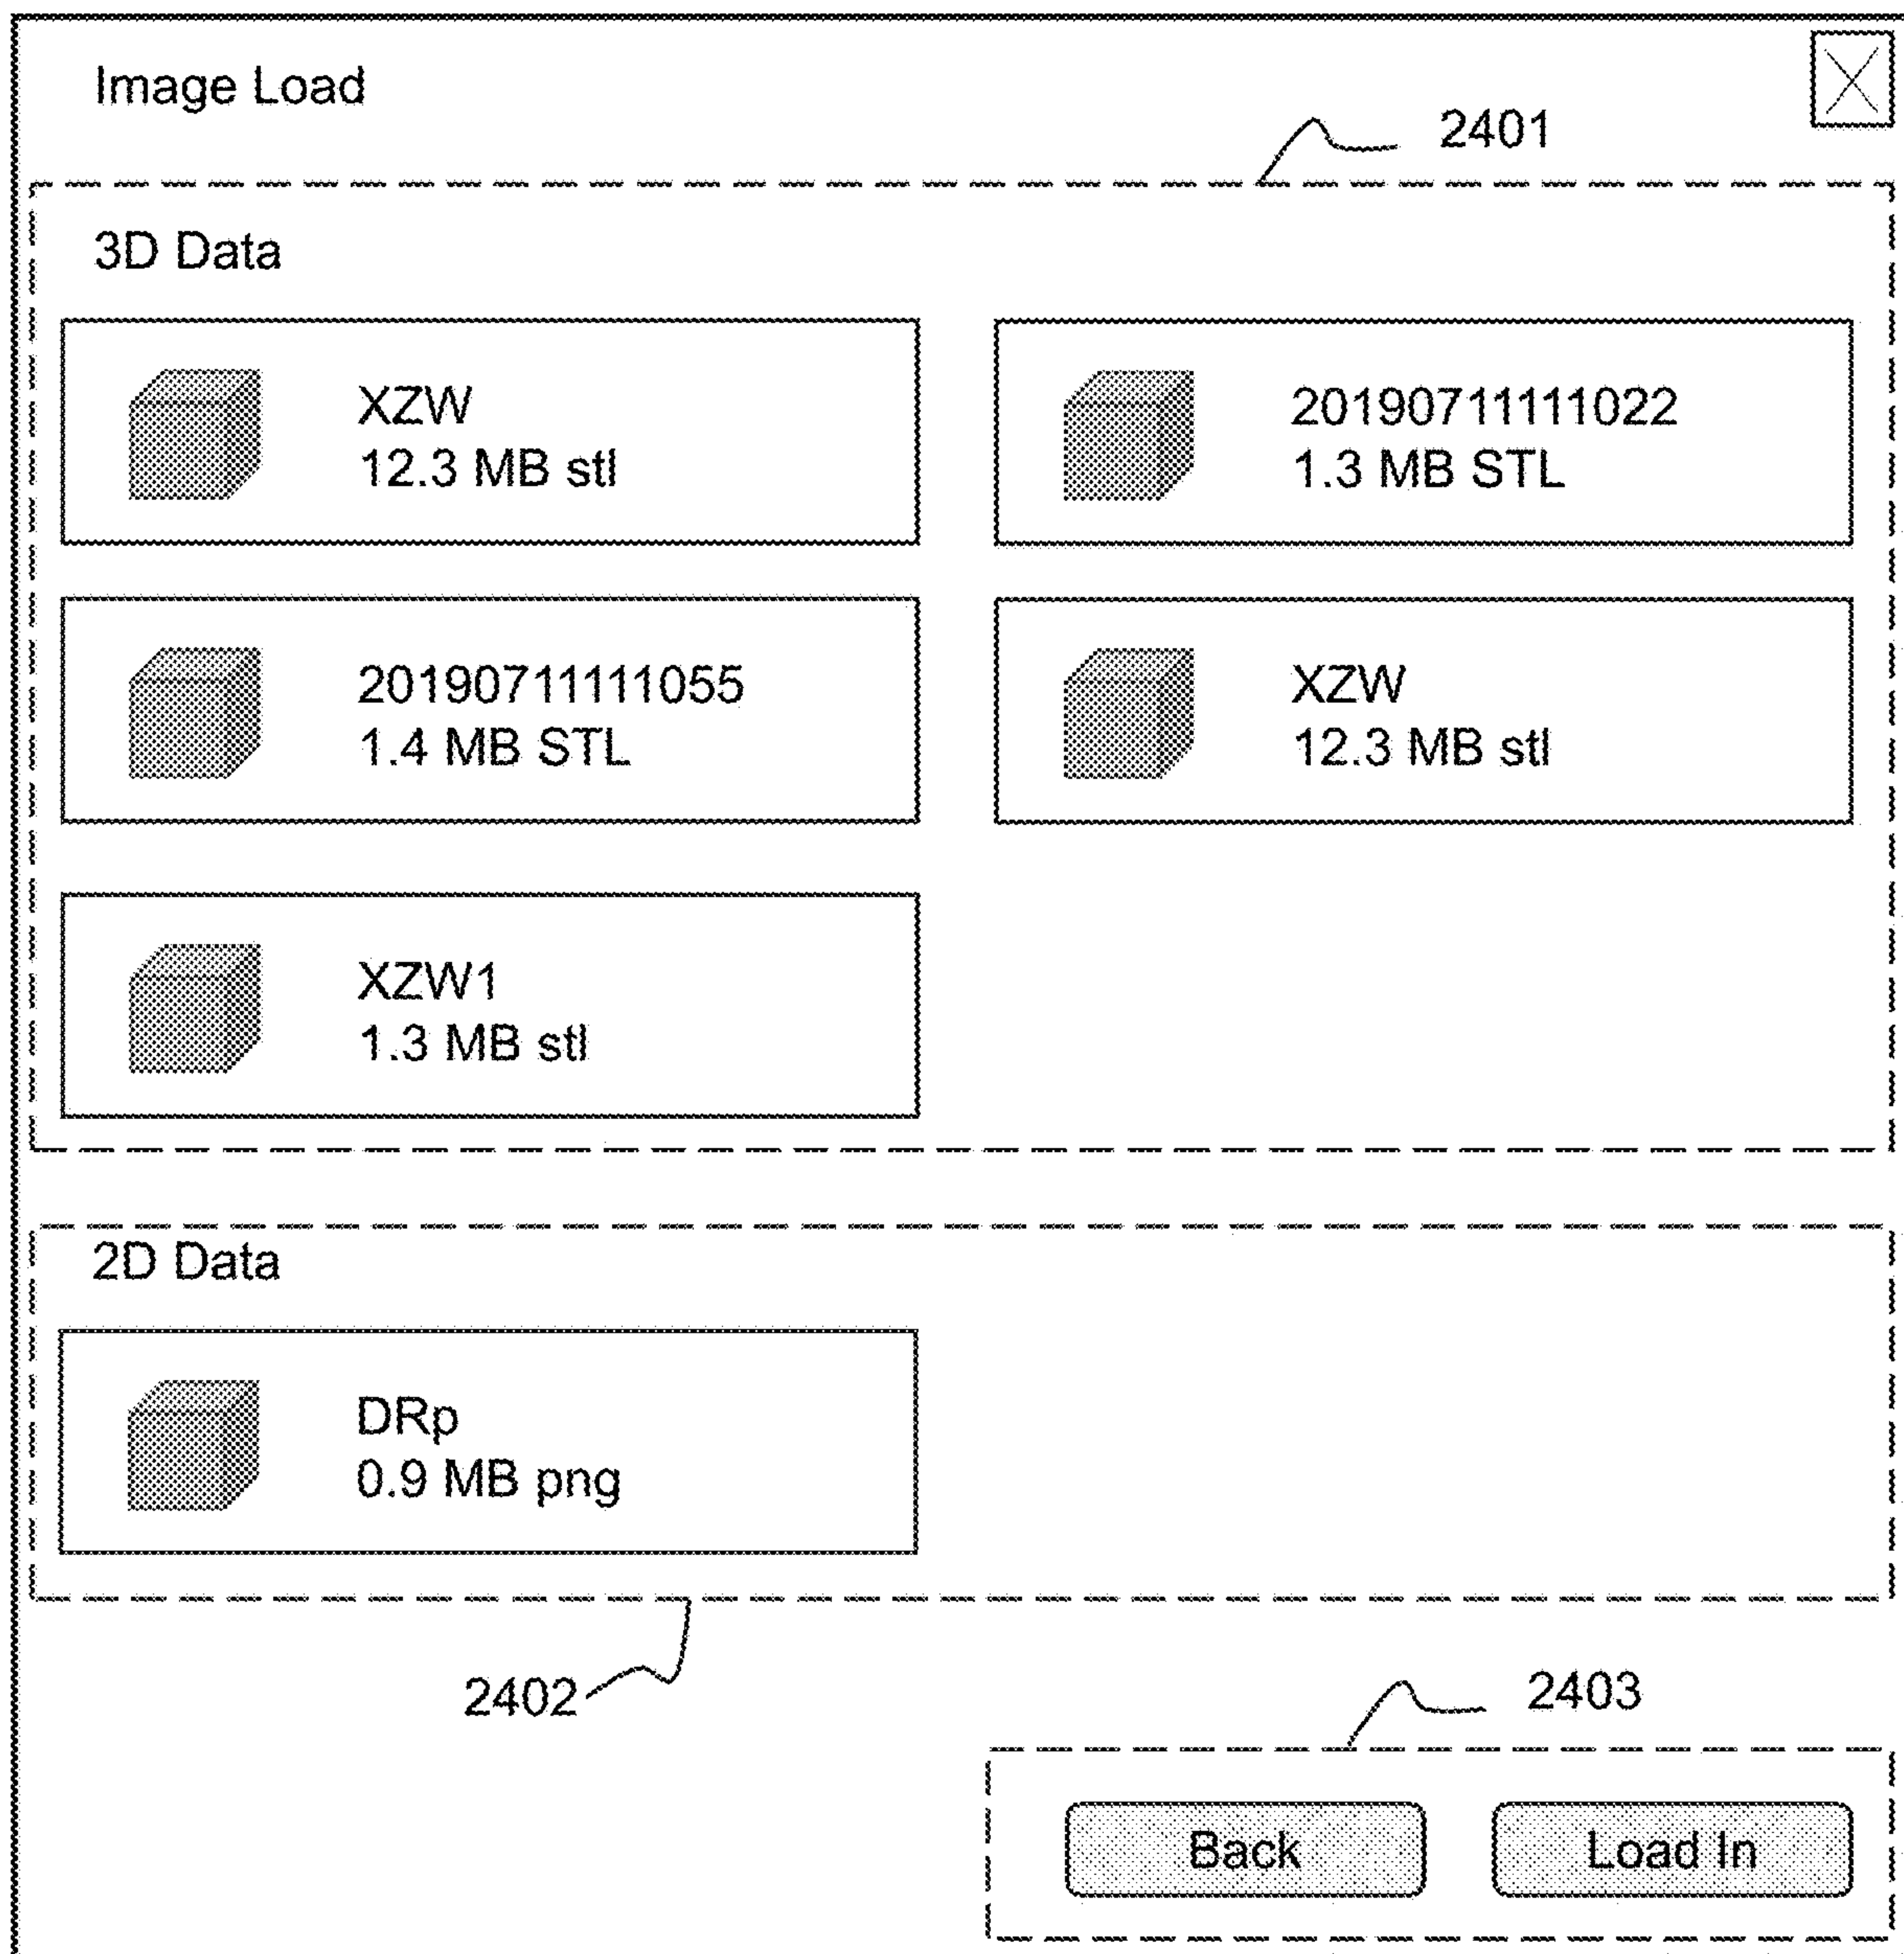 Image Load
2401
3D Data
XZW
12.3 MB stl
20190711111022
1.3 MB STL
20190711111055
1.4 MB STL
XZW
12.3 MB stl
XZW1
1.3 MB stl
2D Data
DRp
0.9 MB png
2402
2403
Back
Load In